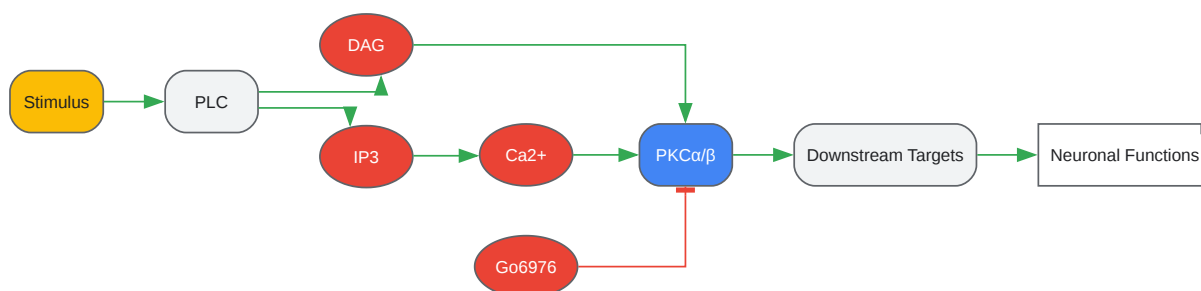 DAG
Stimulus
PLC
IP3
Ca2+
PKCα/β
Downstream Targets
Neuronal Functions
Go6976